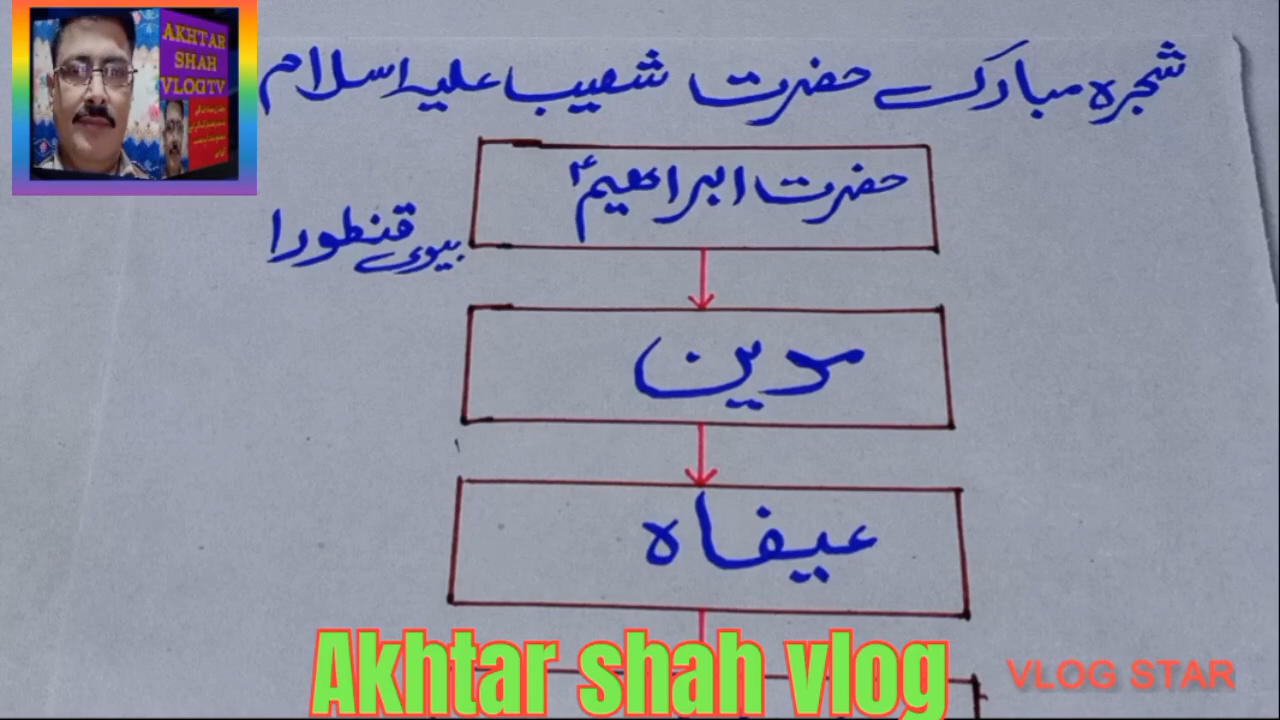 AKHTAR
SHAH
VLOGTV
شجرہ مبارک حضرت شعیب علیہ اسلام
حضرت ابراھیمؑ
بیوی قنطورا
مدین
عیفاہ
Akhtar shah vlog
VLOG STAR